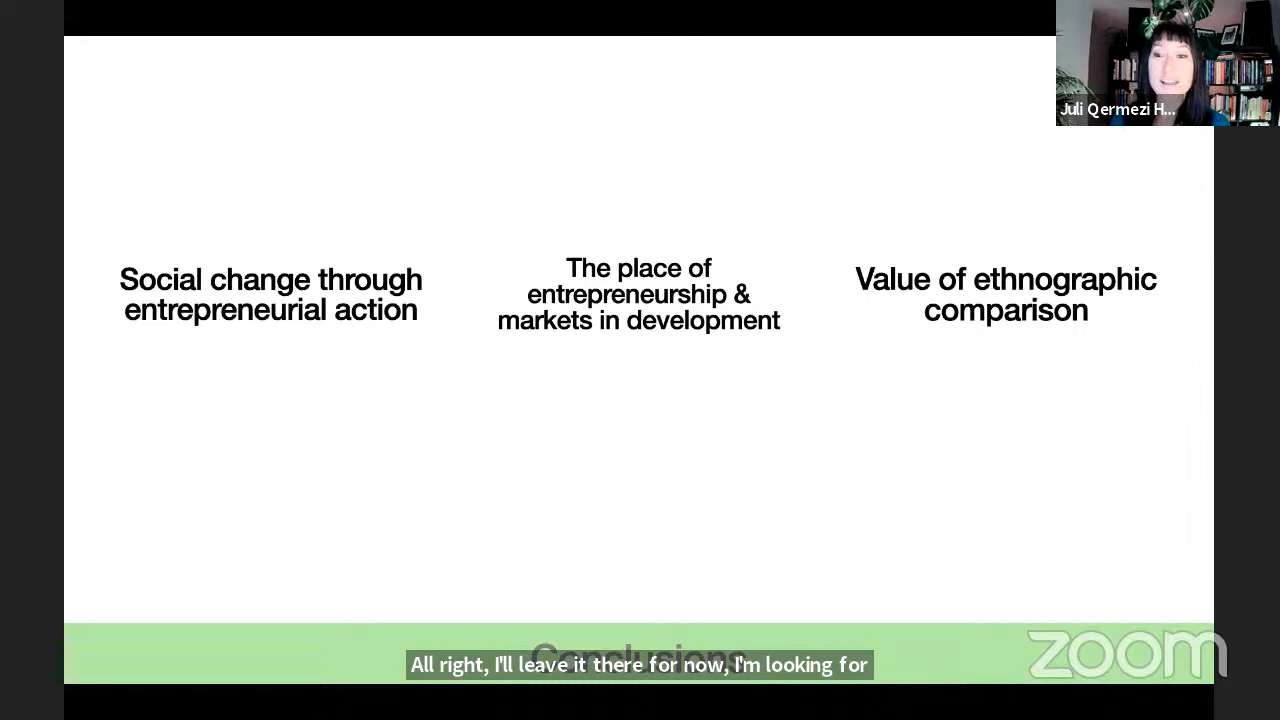 Juli Qermezi H...
Social change through
entrepreneurial action
The place of
entrepreneurship &
markets in development
Value of ethnographic
comparison
Conclusions
All right, I'll leave it there for now, I'm looking for
zoom